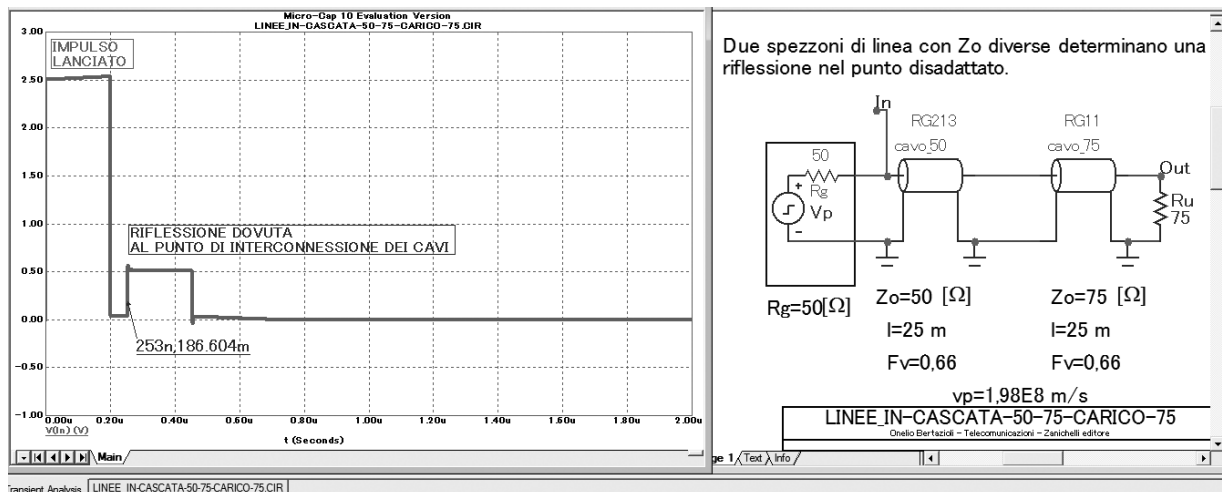 Micro-Cap 10 Evaluation Version
LINEE_IN-CASCATA-50-75-CARICO-75.CIR
3.00
2.50
2.00
1.50
1.00
0.50
0.00
-0.50
-1.00
IMPULSO
LANCIATO
RIFLESSIONE DOVUTA
AL PUNTO DI INTERCONNESSIONE DEI CAVI
253n,186.604m
0.00u 0.20u 0.40u 0.60u 0.80u 1.00u 1.20u 1.40u 1.60u 1.80u 2.00u
V(In) (V)
t (Seconds)
Main
Due spezzoni di linea con Zo diverse determinano una
riflessione nel punto disadattato.
In
RG213
RG11
cavo_50
cavo_75
50
Rg
Vp
Out
Ru
75
Rg=50[Ω]
Zo=50 [Ω]
Zo=75 [Ω]
l=25 m
l=25 m
Fv=0,66
Fv=0,66
vp=1,98E8 m/s
LINEE_IN-CASCATA-50-75-CARICO-75
Onelio Bertazioli - Telecomunicazioni - Zanichelli editore
ge 1 Text Info
Transient Analysis LINEE_IN-CASCATA-50-75-CARICO-75.CIR